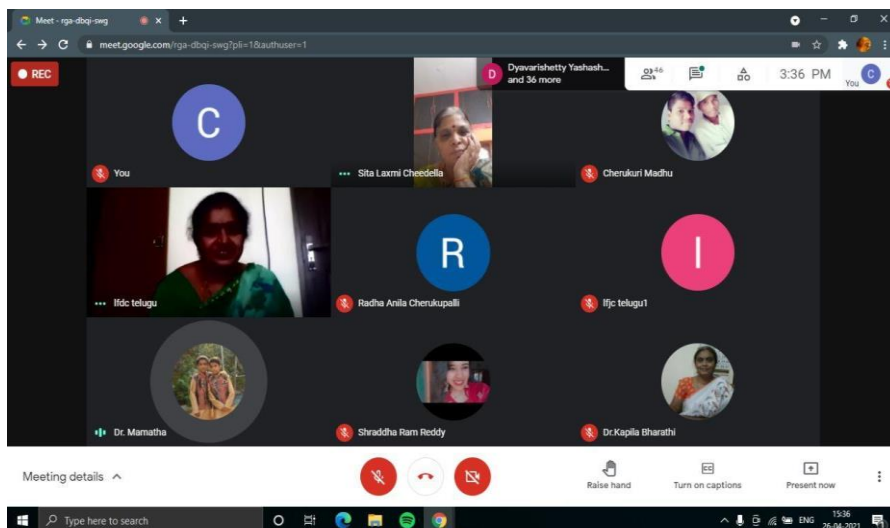 Meet - rga-dbqi-swg
meet.google.com/rga-dbqi-swg?pli=1&authuser=1
REC
D
Dyavarishetty Yashash...
and 36 more
46
3:36 PM
You
C
C
You
Sita Laxmi Cheedella
Cherukuri Madhu
lfdc telugu
R
Radha Anila Cherukupalli
I
lfjc telugu1
Dr. Mamatha
Shraddha Ram Reddy
Dr.Kapila Bharathi
Meeting details
Raise hand
CC
Turn on captions
Present now
Type here to search
ENG
15:36
26-04-2021